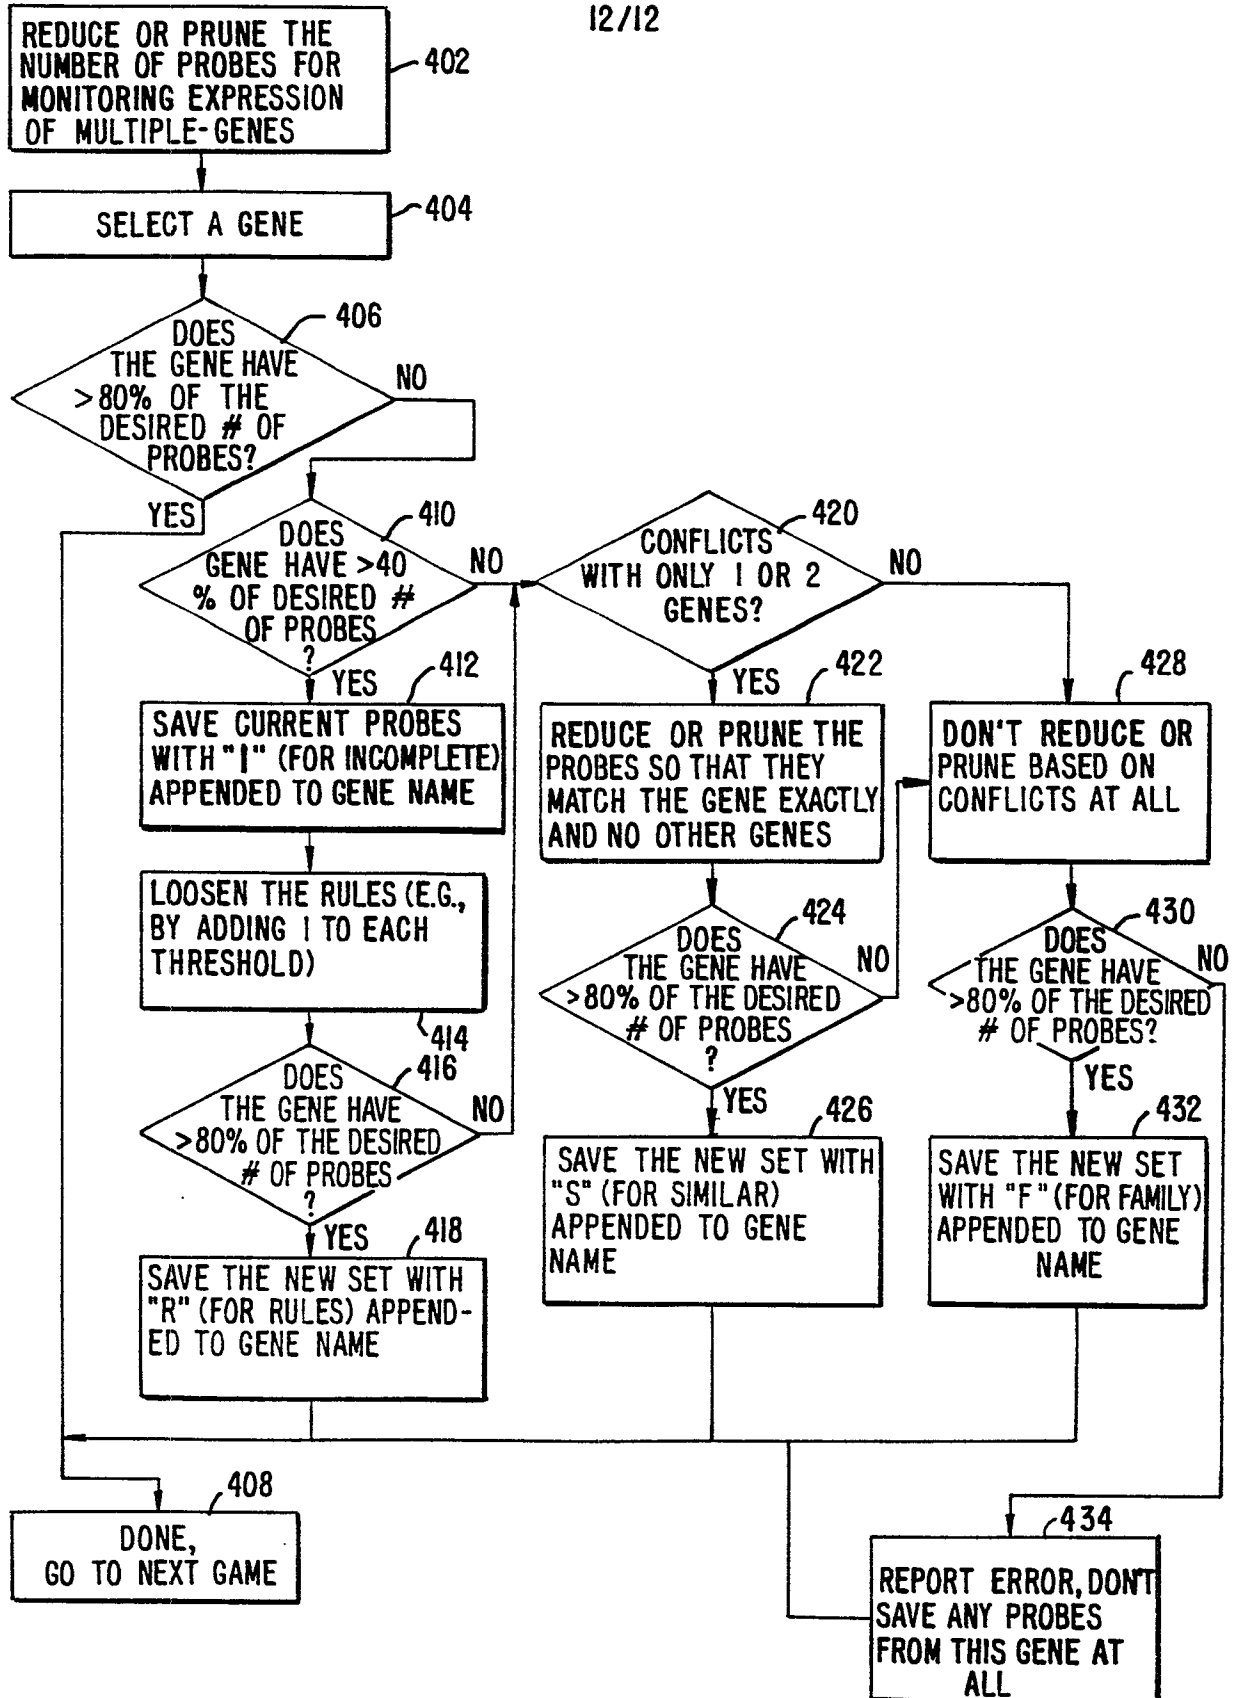 12/12
REDUCE OR PRUNE THE
NUMBER OF PROBES FOR
MONITORING EXPRESSION
OF MULTIPLE-GENES
402
SELECT A GENE
404
406
DOES
THE GENE HAVE
>80% OF THE
DESIRED # OF
PROBES?
NO
YES
410
DOES
GENE HAVE >40
% OF DESIRED #
OF PROBES
?
NO
YES
412
SAVE CURRENT PROBES
WITH "I" (FOR INCOMPLETE)
APPENDED TO GENE NAME
LOOSEN THE RULES (E.G.,
BY ADDING 1 TO EACH
THRESHOLD)
414
416
DOES
THE GENE HAVE
>80% OF THE DESIRED
# OF PROBES
?
NO
YES
418
SAVE THE NEW SET WITH
"R" (FOR RULES) APPEND-
ED TO GENE NAME
420
CONFLICTS
WITH ONLY 1 OR 2
GENES?
NO
YES
422
REDUCE OR PRUNE THE
PROBES SO THAT THEY
MATCH THE GENE EXACTLY
AND NO OTHER GENES
424
DOES
THE GENE HAVE
>80% OF THE DESIRED
# OF PROBES
?
NO
YES
426
SAVE THE NEW SET WITH
"S" (FOR SIMILAR)
APPENDED TO GENE
NAME
428
DON'T REDUCE OR
PRUNE BASED ON
CONFLICTS AT ALL
430
DOES
THE GENE HAVE
>80% OF THE DESIRED
# OF PROBES?
NO
YES
432
SAVE THE NEW SET
WITH "F" (FOR FAMILY)
APPENDED TO GENE
NAME
408
DONE,
GO TO NEXT GAME
434
REPORT ERROR, DON'T
SAVE ANY PROBES
FROM THIS GENE AT
ALL